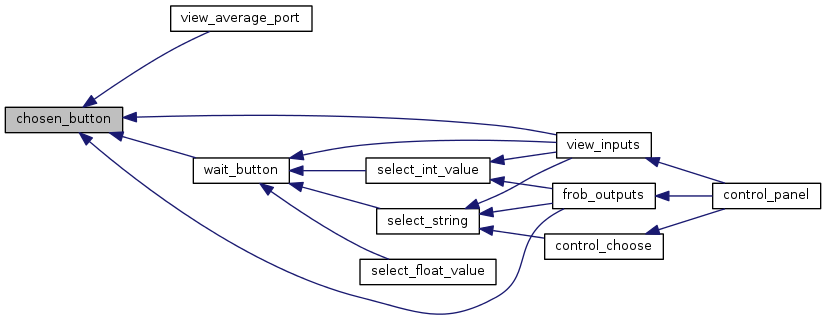 view_average_port
chosen_button
view_inputs
wait_button
select_int_value
frob_outputs
control_panel
select_string
control_choose
select_float_value